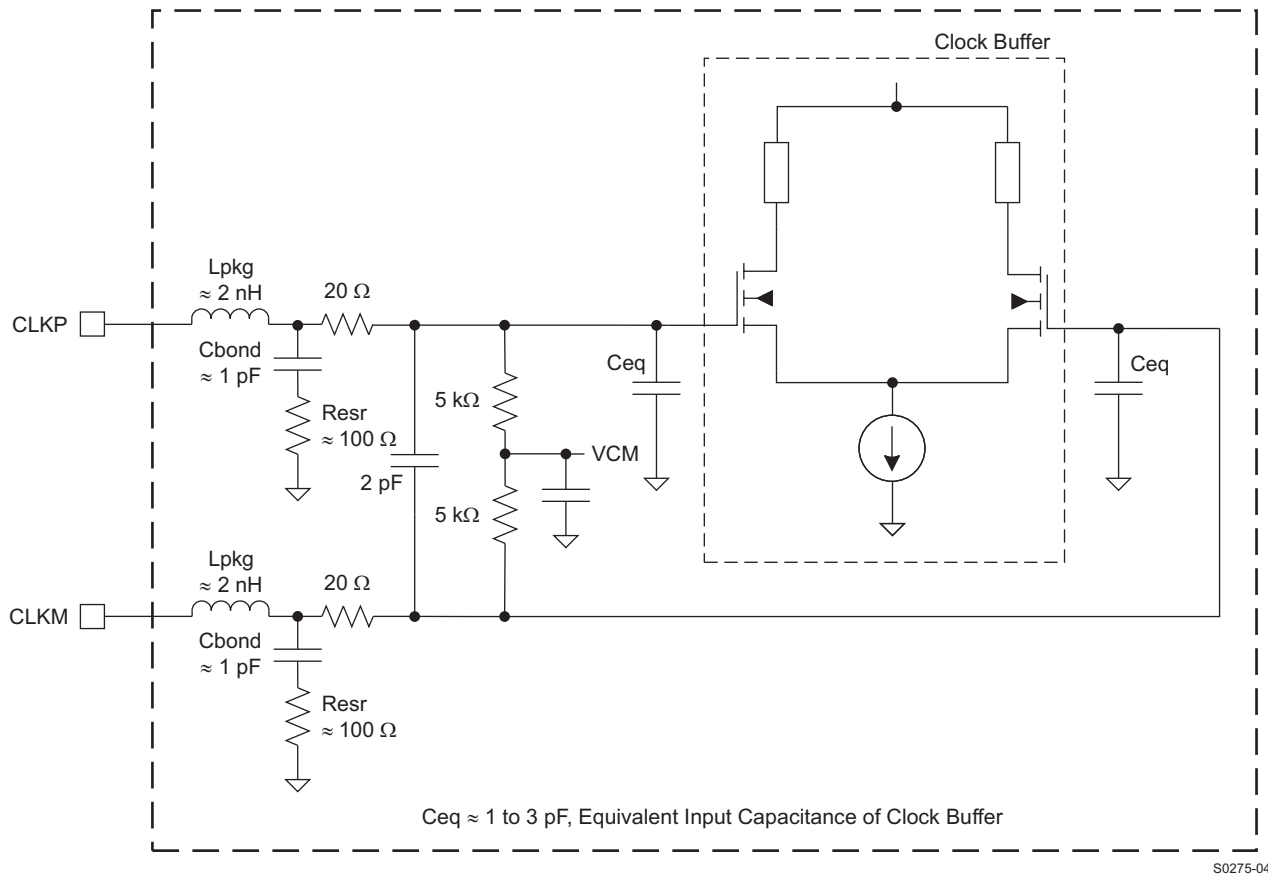 Clock Buffer
Lpkg
≈ 2 nH
20 Ω
CLKP
Cbond
≈ 1 pF
Resr
≈ 100 Ω
5 kΩ
Ceq
Ceq
VCM
2 pF
5 kΩ
Lpkg
≈ 2 nH
20 Ω
CLKM
Cbond
≈ 1 pF
Resr
≈ 100 Ω
Ceq ≈ 1 to 3 pF, Equivalent Input Capacitance of Clock Buffer
S0275-04